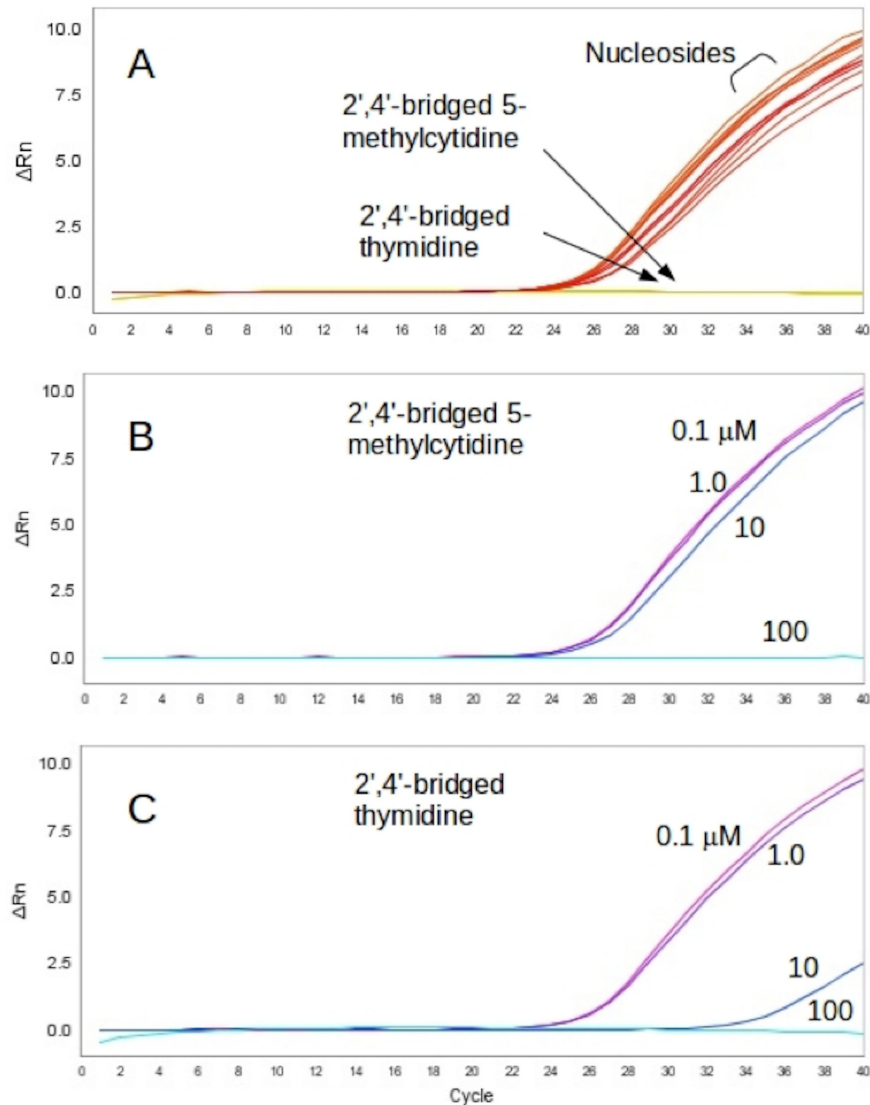 A
10.0
Nucleosides
7.5
2',4'-bridged 5-
methylcytidine
ΔRn
5.0
2',4'-bridged
thymidine
2.5
0.0
0 2 4 6 8 10 12 14 16 18 20 22 24 26 28 30 32 34 36 38 40
B
10.0
2',4'-bridged 5-
methylcytidine
0.1 μM
7.5
1.0
10
ΔRn
5.0
2.5
100
0.0
0 2 4 6 8 10 12 14 16 18 20 22 24 26 28 30 32 34 36 38 40
C
10.0
2',4'-bridged
thymidine
0.1 μM
1.0
7.5
ΔRn
5.0
2.5
10
100
0.0
0 2 4 6 8 10 12 14 16 18 20 22 24 26 28 30 32 34 36 38 40
Cycle